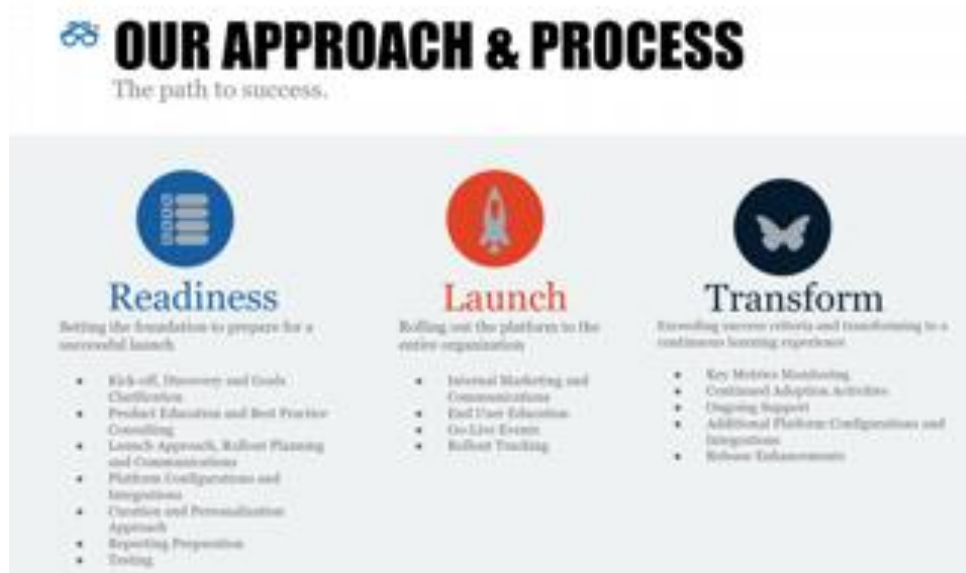 OUR APPROACH & PROCESS
The path to success.
Readiness
Setting the foundation to prepare for a
successful launch
Kick-off, Discovery and Goals
Clarification
Product Education and Best Practice
Consulting
Launch Approach, Rollout Planning
and Communications
Platform Configurations and
Integrations
Curation and Personalization
Approach
Reporting Preparation
Testing
Launch
Rolling out the platform to the
entire organization
Internal Marketing and
Communications
End User Education
Go-Live Events
Rollout Tracking
Transform
Exceeding success criteria and transforming to a
continuous learning experience
Key Metrics Monitoring
Continued Adoption Activities
Ongoing Support
Additional Platform Configurations and
Integrations
Release Enhancements